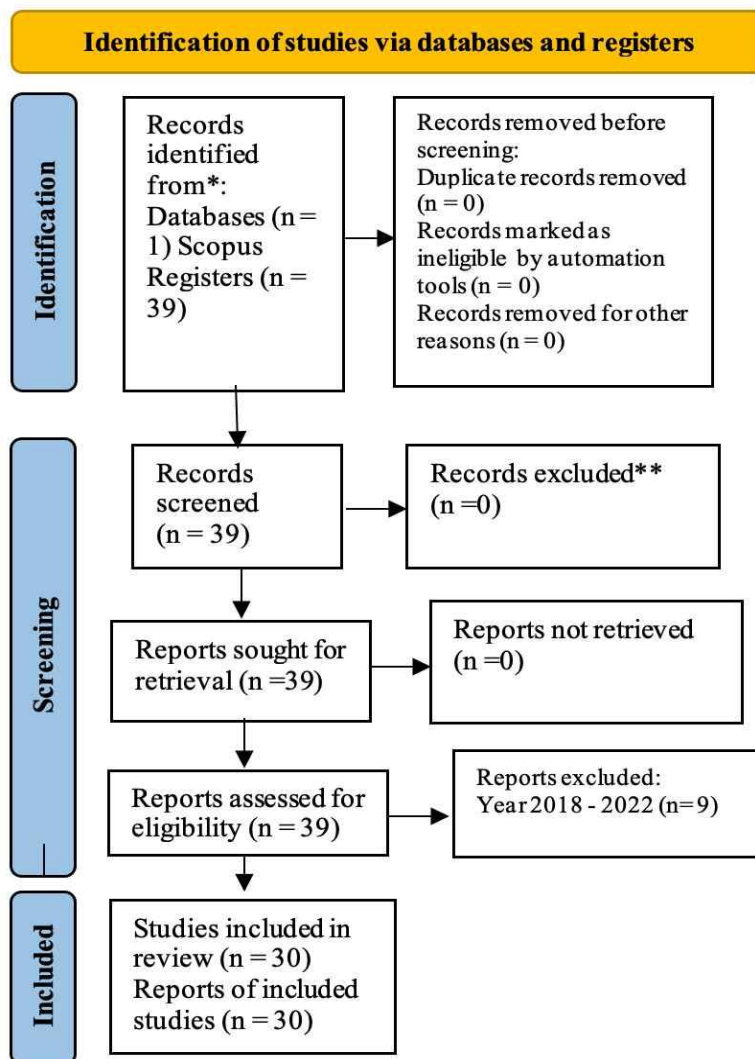 Identification of studies via databases and registers
Identification
Records
identified
from*:
Databases (n =
1) Scopus
Registers (n =
39)
Records removed before
screening:
Duplicate records removed
(n = 0)
Records marked as
ineligible by automation
tools (n = 0)
Records removed for other
reasons (n = 0)
Screening
Records
screened
(n = 39)
Records excluded**
(n =0)
Reports sought for
retrieval (n =39)
Reports not retrieved
(n =0)
Reports assessed for
eligibility (n = 39)
Reports excluded:
Year 2018 - 2022 (n=9)
Included
Studies included in
review (n = 30)
Reports of included
studies (n = 30)